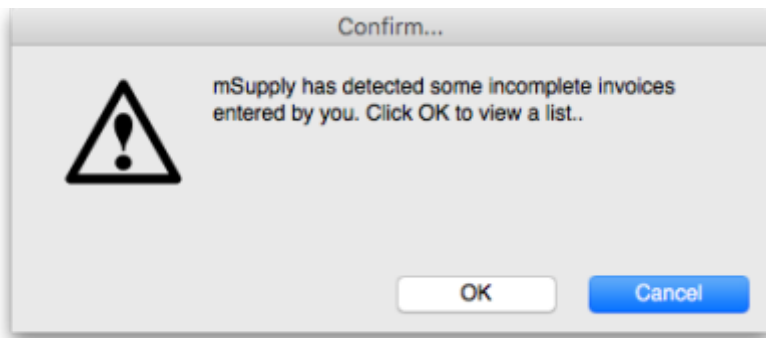 Confirm...
mSupply has detected some incomplete invoices
entered by you. Click OK to view a list..
OK
Cancel